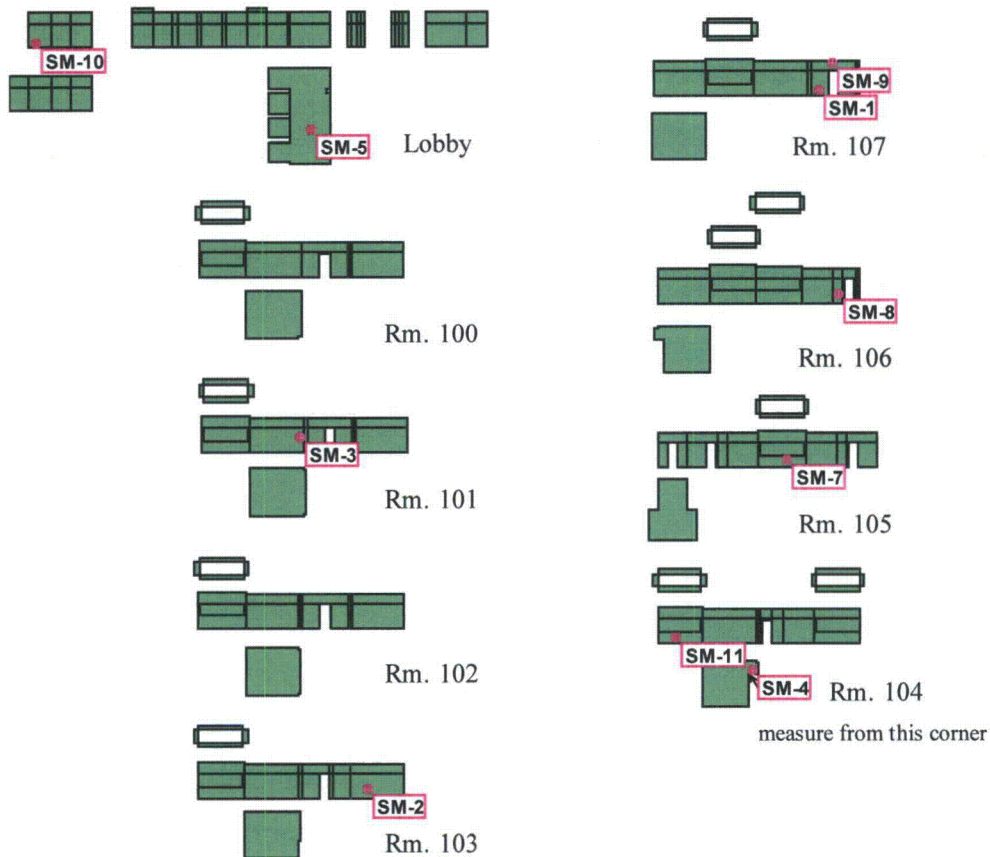 SM-10
SM-5
Lobby
Rm. 100
SM-3
Rm. 101
Rm. 102
SM-2
Rm. 103
SM-9
SM-1
Rm. 107
SM-8
Rm. 106
SM-7
Rm. 105
SM-11
SM-4
Rm. 104
measure from this corner